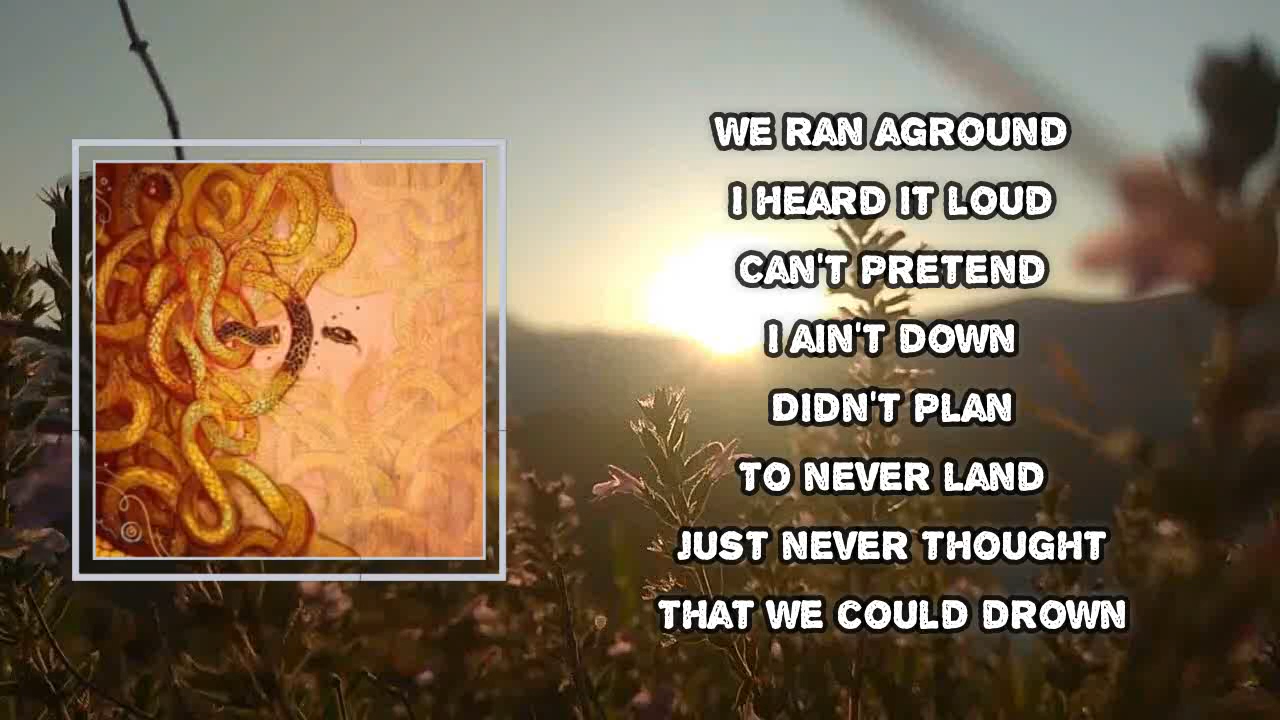 WE RAN AGROUND
I HEARD IT LOUD
CAN'T PRETEND
I AIN'T DOWN
DIDN'T PLAN
TO NEVER LAND
JUST NEVER THOUGHT
THAT WE COULD DROWN